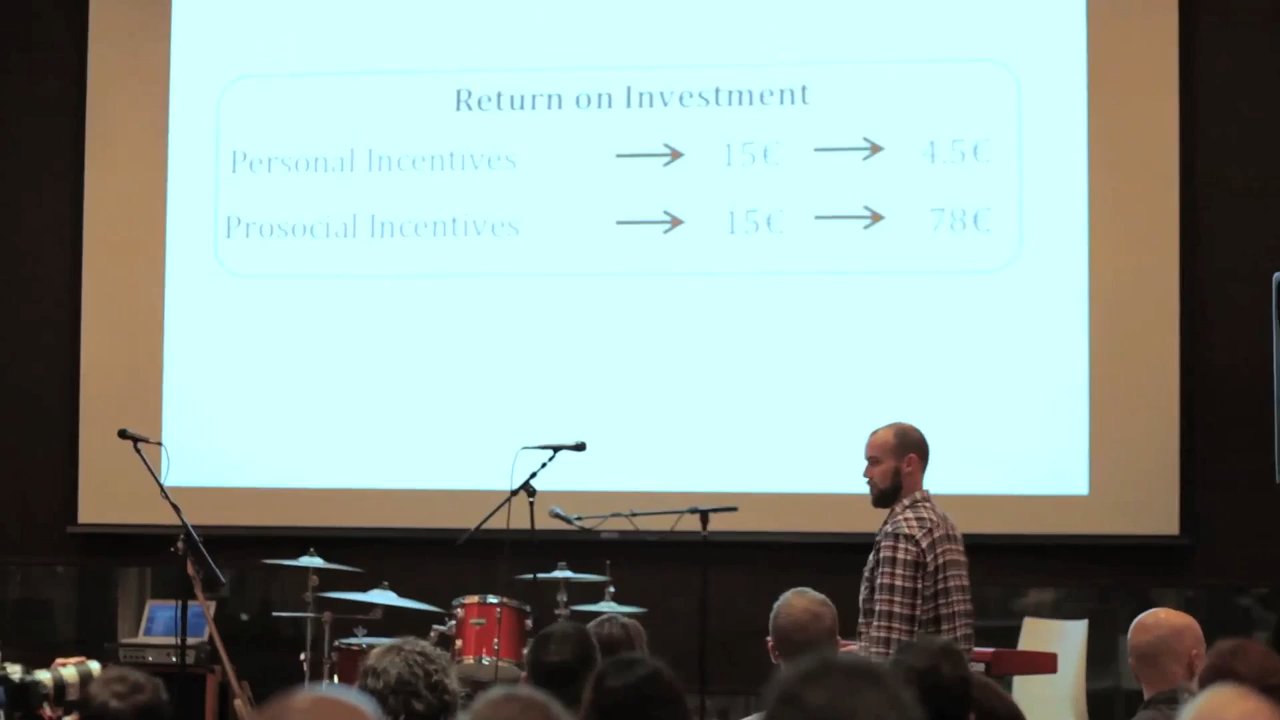 Return on Investment
Personal Incentives → 15€ → 4.5€
Prosocial Incentives → 15€ → 78€